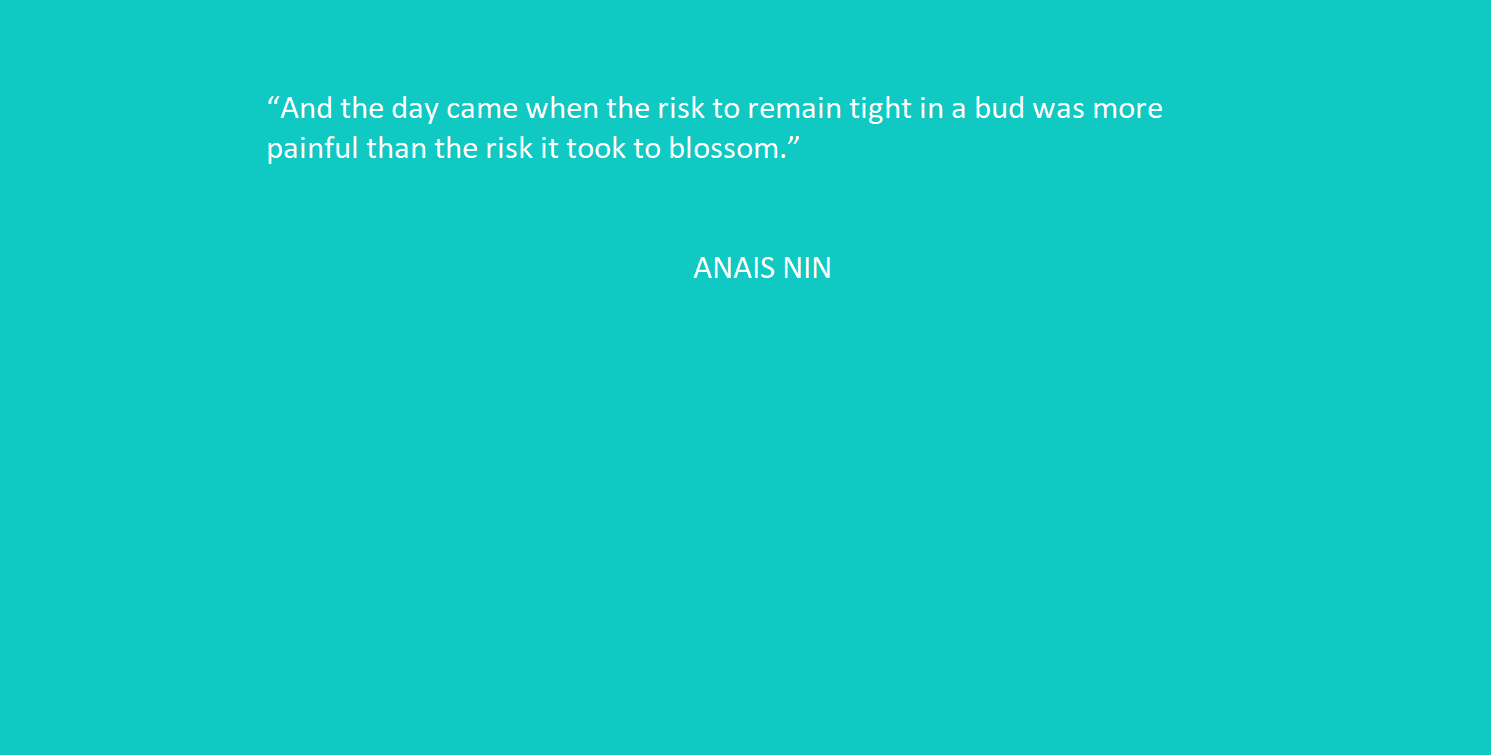 “And the day came when the risk to remain tight in a bud was more
painful than the risk it took to blossom.”
ANAIS NIN